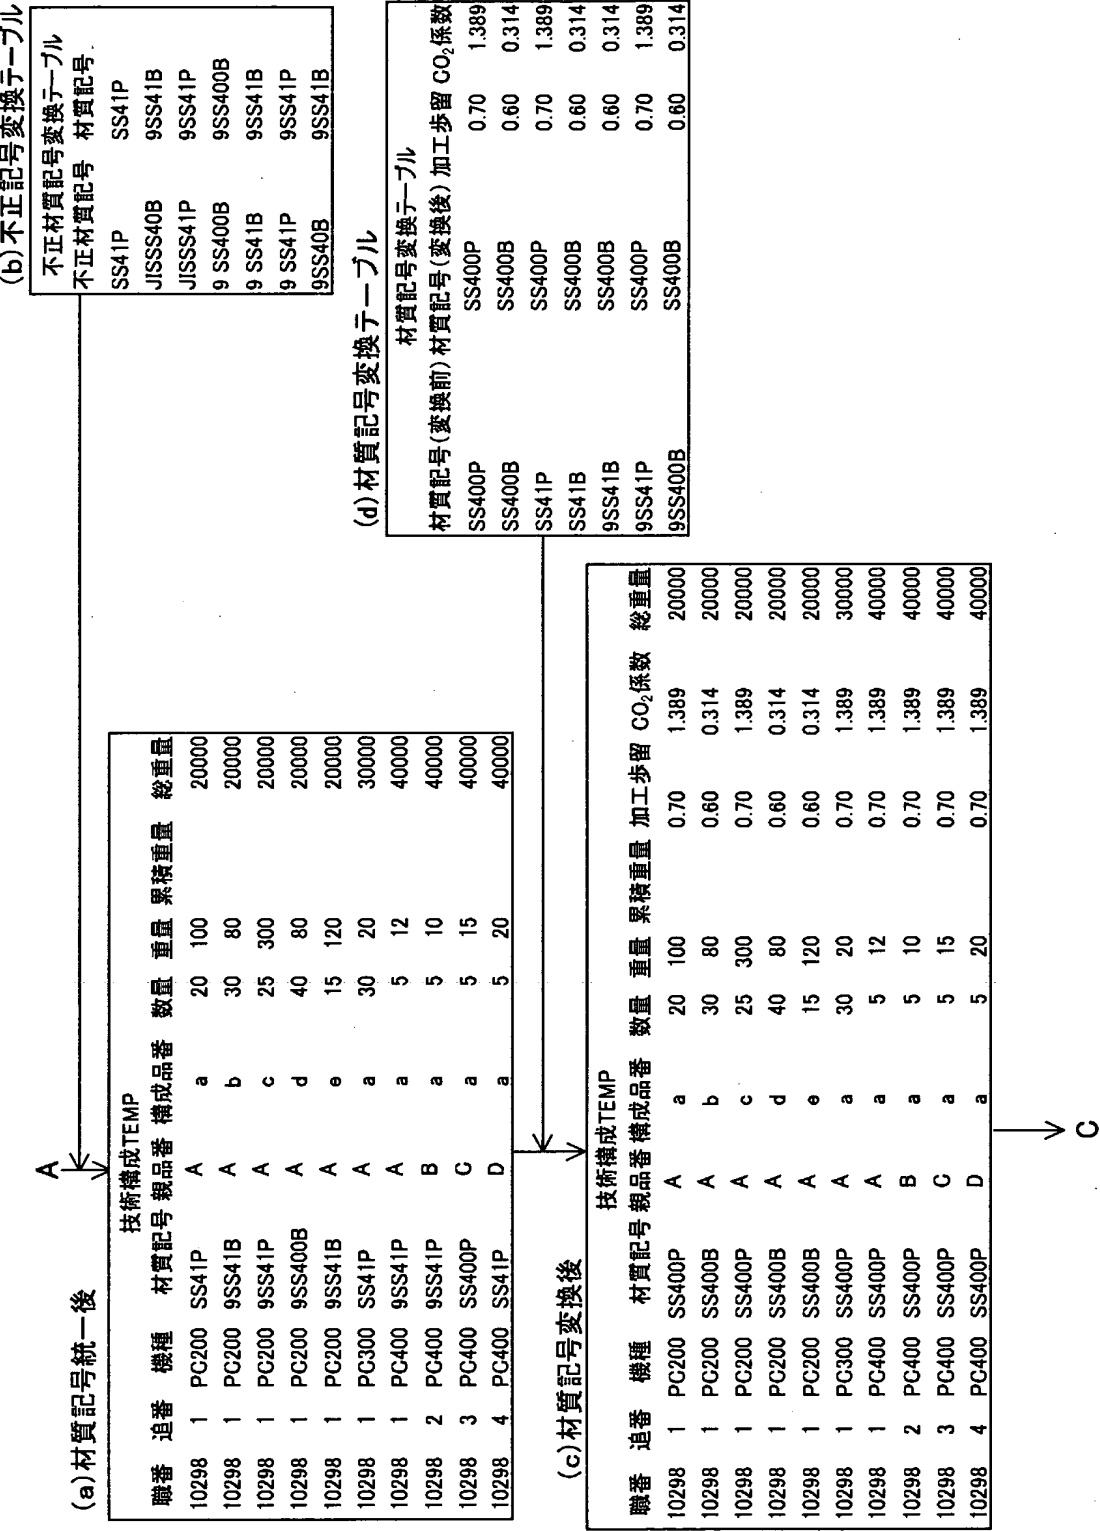 (a)材質記号統一後
A
技術構成TEMP
職番 追番 機種 材質記号 親品番 構成品番 数量 重量 累積重量 総重量
10298 1 PC200 SS41P A a 20 100 20000
10298 1 PC200 9SS41B A b 30 80 20000
10298 1 PC200 9SS41P A c 25 300 20000
10298 1 PC200 9SS400B A d 40 80 20000
10298 1 PC200 9SS41B A e 15 120 20000
10298 1 PC300 SS41P A a 30 20 30000
10298 1 PC400 9SS41P A a 5 12 40000
10298 2 PC400 9SS41P B a 5 10 40000
10298 3 PC400 SS400P C a 5 15 40000
10298 4 PC400 SS41P D a 5 20 40000
(b)不正記号変換テーブル
不正材質記号変換テーブル
不正材質記号 材質記号
SS41P SS41P
JISSS40B 9SS41B
JISSS41P 9SS41P
9 SS400B 9SS400B
9 SS41B 9SS41B
9 SS41P 9SS41P
9SS40B 9SS41B
(d)材質記号変換テーブル
材質記号変換テーブル
材質記号(変換前) 材質記号(変換後) 加工歩留 CO₂係数
SS400P SS400P 0.70 1.389
SS400B SS400B 0.60 0.314
SS41P SS400P 0.70 1.389
SS41B SS400B 0.60 0.314
9SS41B SS400B 0.60 0.314
9SS41P SS400P 0.70 1.389
9SS400B SS400B 0.60 0.314
(c)材質記号変換後
技術構成TEMP
職番 追番 機種 材質記号 親品番 構成品番 数量 重量 累積重量 加工歩留 CO₂係数 総重量
10298 1 PC200 SS400P A a 20 100 0.70 1.389 20000
10298 1 PC200 SS400B A b 30 80 0.60 0.314 20000
10298 1 PC200 SS400P A c 25 300 0.70 1.389 20000
10298 1 PC200 SS400B A d 40 80 0.60 0.314 20000
10298 1 PC200 SS400B A e 15 120 0.60 0.314 20000
10298 1 PC300 SS400P A a 30 20 0.70 1.389 30000
10298 1 PC400 SS400P A a 5 12 0.70 1.389 40000
10298 2 PC400 SS400P B a 5 10 0.70 1.389 40000
10298 3 PC400 SS400P C a 5 15 0.70 1.389 40000
10298 4 PC400 SS400P D a 5 20 0.70 1.389 40000
C